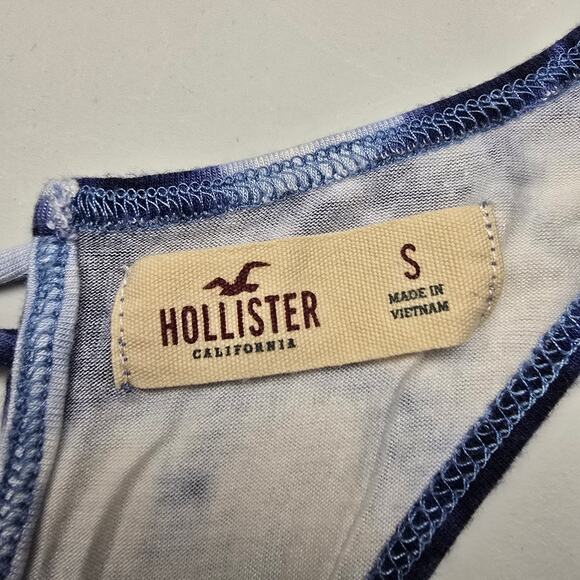 HOLLISTER
CALIFORNIA
S
MADE IN
VIETNAM